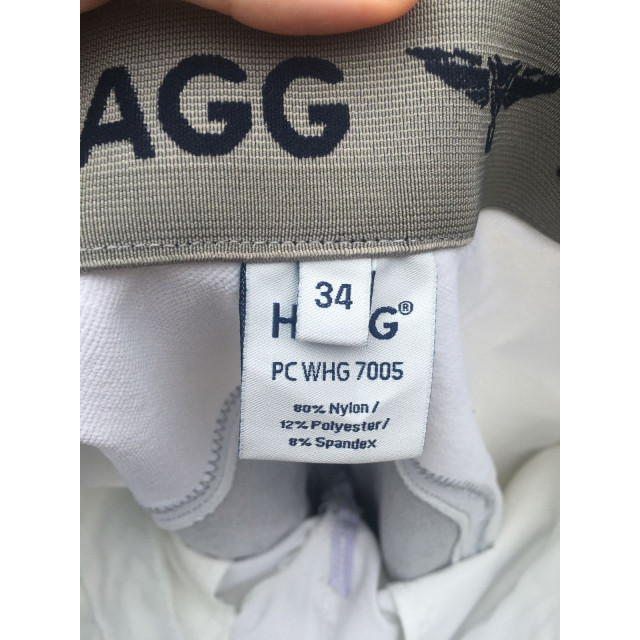 AGG
34
H G®
PC WHG 7005
80% Nylon /
12% Polyester/
8% Spandex